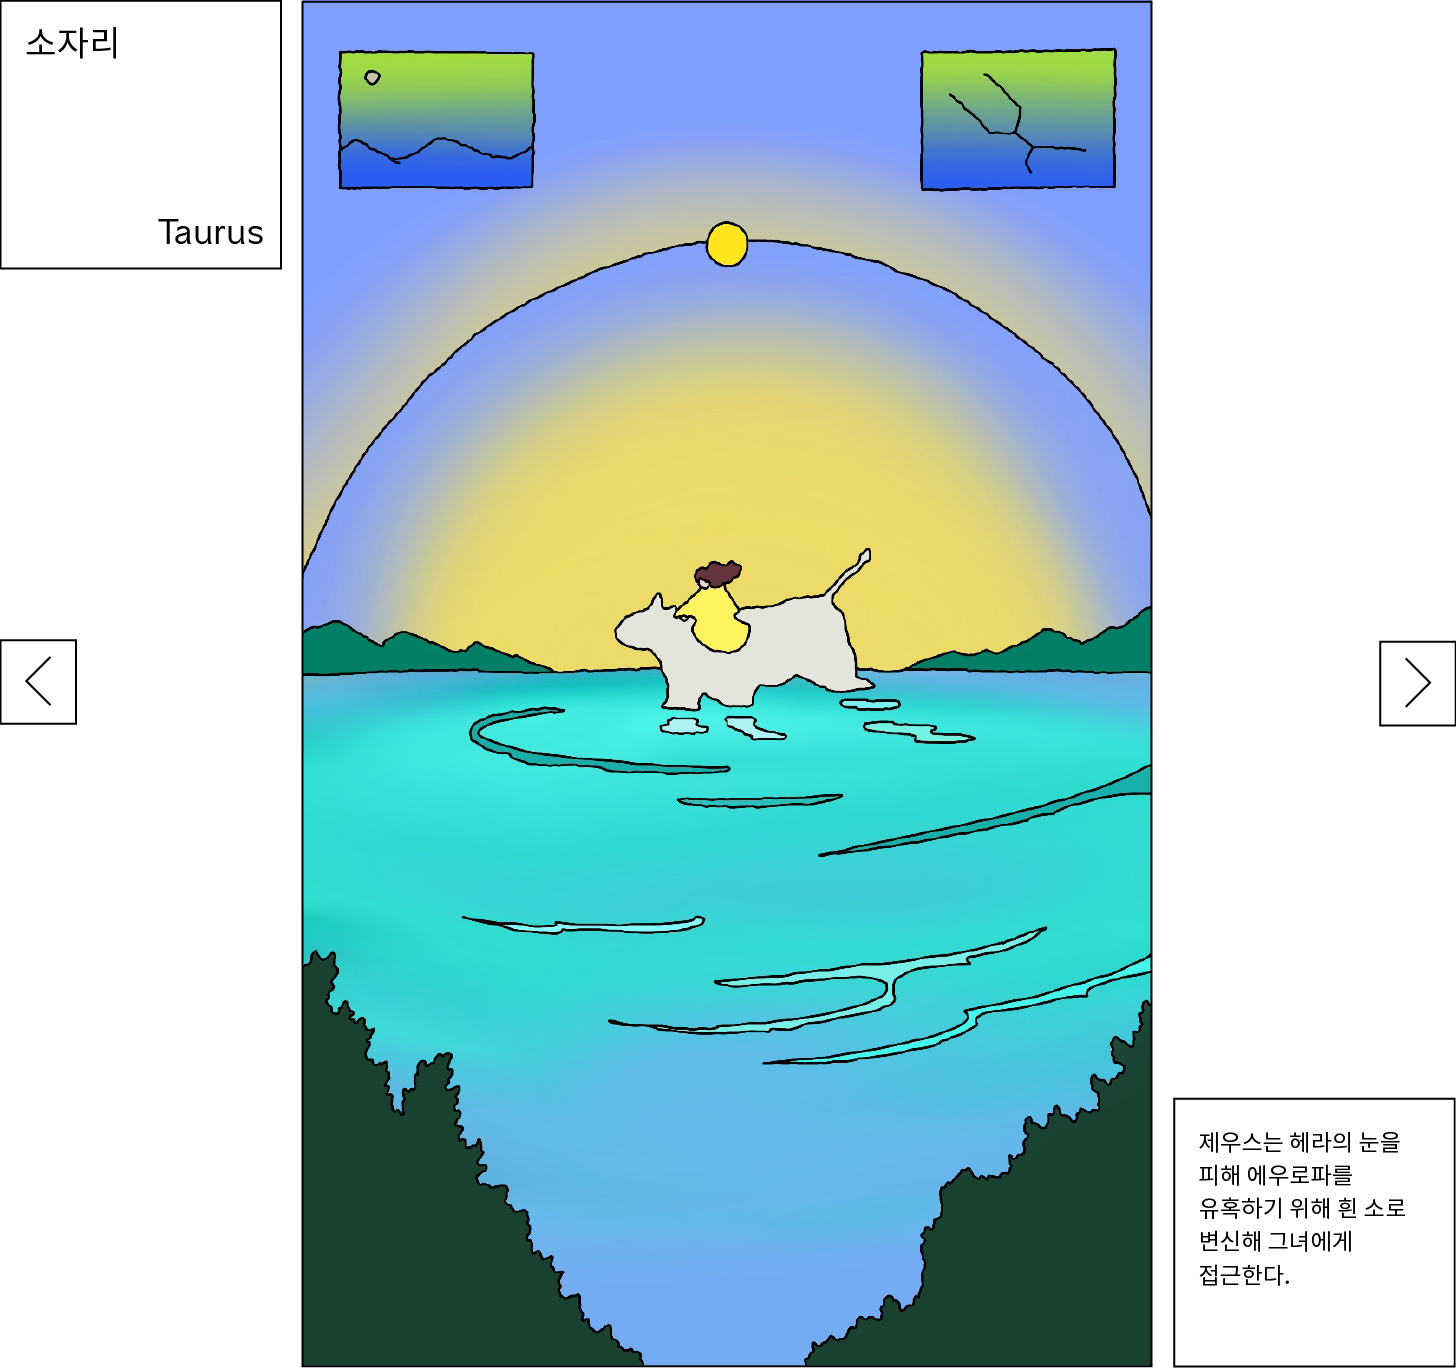 소자리
Taurus
제우스는 헤라의 눈을
피해 에우로파를
유혹하기 위해 흰 소로
변신해 그녀에게
접근한다.